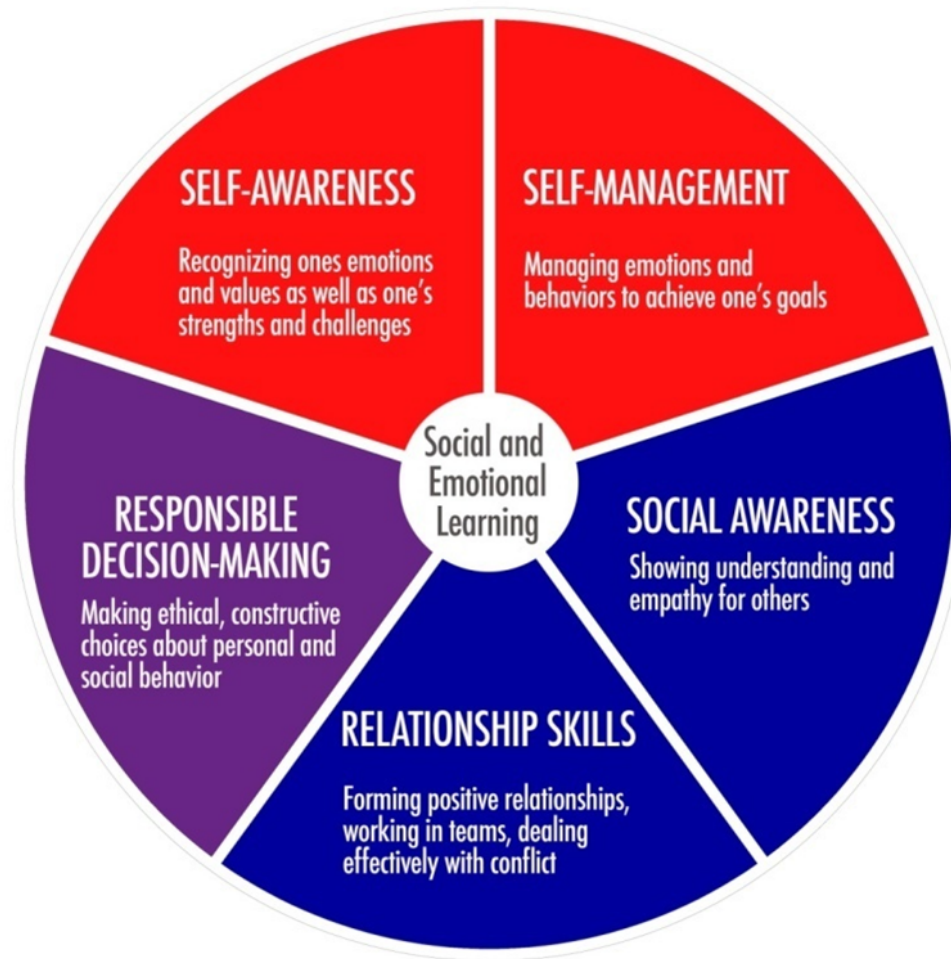 SELF-AWARENESS
Recognizing ones emotions
and values as well as one's
strengths and challenges
SELF-MANAGEMENT
Managing emotions and
behaviors to achieve one's goals
Social and
Emotional
Learning
RESPONSIBLE
DECISION-MAKING
Making ethical, constructive
choices about personal and
social behavior
SOCIAL AWARENESS
Showing understanding and
empathy for others
RELATIONSHIP SKILLS
Forming positive relationships,
working in teams, dealing
effectively with conflict